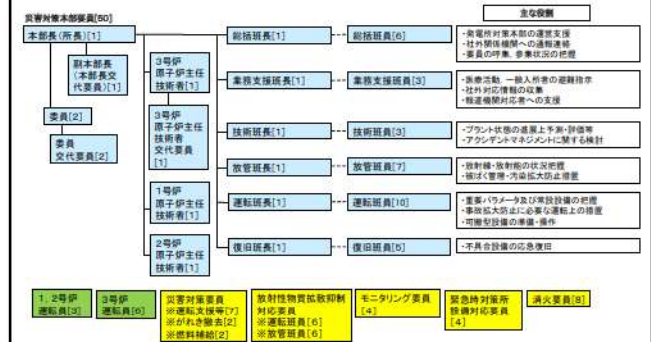 災害対策本部要員[50]
主な役割
本部長(所長)[1]
副本部長
(本部長交
代要員)[1]
委員[2]
委員
交代要員[2]
3号炉
原子炉主任
技術者[1]
3号炉
原子炉主任
技術者
交代要員
[1]
1号炉
原子炉主任
技術者[1]
2号炉
原子炉主任
技術者[1]
総括班長[1]
総括班員[6]
・発電所対策本部の運営支援
・社外関係機関への通報連絡
・要員の呼集、参集状況の把握
業務支援班長[1]
業務支援班員[3]
・医療活動、一般入所者の避難指示
・社外対応情報の収集
・報道機関対応者への支援
技術班長[1]
技術班員[3]
・プラント状態の進展上予測・評価等
・アクシデントマネジメントに関する検討
放管班長[1]
放管班員[7]
・放射線・放射能の状況把握
・被ばく管理・汚染拡大防止措置
運転班長[1]
運転班員[10]
・重要パラメータ及び常設設備の把握
・事故拡大防止に必要な運転上の措置
・可搬型設備の準備・操作
復旧班長[1]
復旧班員[5]
・不具合設備の応急復旧
1,2号炉
運転員[3]
3号炉
運転員[6]
災害対策要員
※運転支援等[7]
※がれき撤去[2]
※燃料補給[2]
放射性物質拡散抑制
対応要員
※運転班員[6]
※放管班員[6]
モニタリング要員
[4]
緊急時対策所
設備対応要員
[4]
消火要員[8]